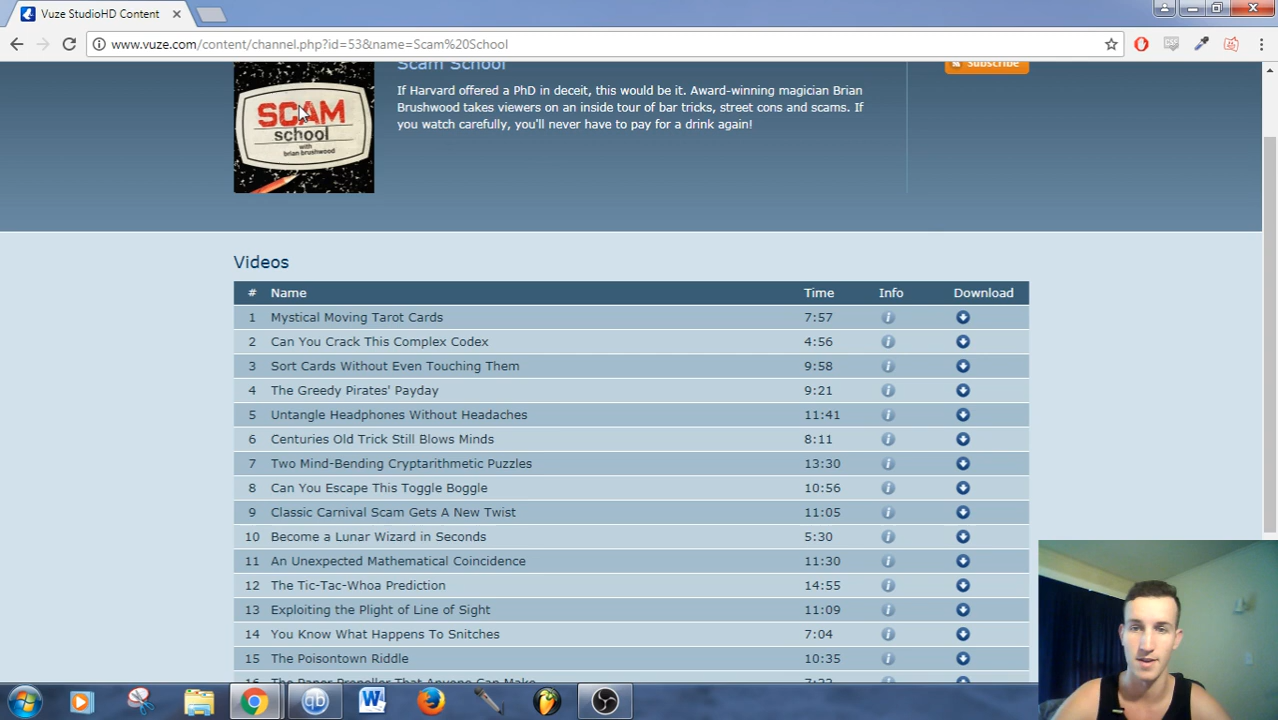 Vuze StudioHD Content
www.vuze.com/content/channel.php?id=53&name=Scam%20School
Scam School
Subscribe
SCAM
school
with
brian brushwood
If Harvard offered a PhD in deceit, this would be it. Award-winning magician Brian
Brushwood takes viewers on an inside tour of bar tricks, street cons and scams. If
you watch carefully, you'll never have to pay for a drink again!
Videos
# Name Time Info Download
1 Mystical Moving Tarot Cards 7:57
2 Can You Crack This Complex Codex 4:56
3 Sort Cards Without Even Touching Them 9:58
4 The Greedy Pirates' Payday 9:21
5 Untangle Headphones Without Headaches 11:41
6 Centuries Old Trick Still Blows Minds 8:11
7 Two Mind-Bending Cryptarithmetic Puzzles 13:30
8 Can You Escape This Toggle Boggle 10:56
9 Classic Carnival Scam Gets A New Twist 11:05
10 Become a Lunar Wizard in Seconds 5:30
11 An Unexpected Mathematical Coincidence 11:30
12 The Tic-Tac-Whoa Prediction 14:55
13 Exploiting the Plight of Line of Sight 11:09
14 You Know What Happens To Snitches 7:04
15 The Poisontown Riddle 10:35
16 The Paper Propeller That Anyone Can Make
qb
W